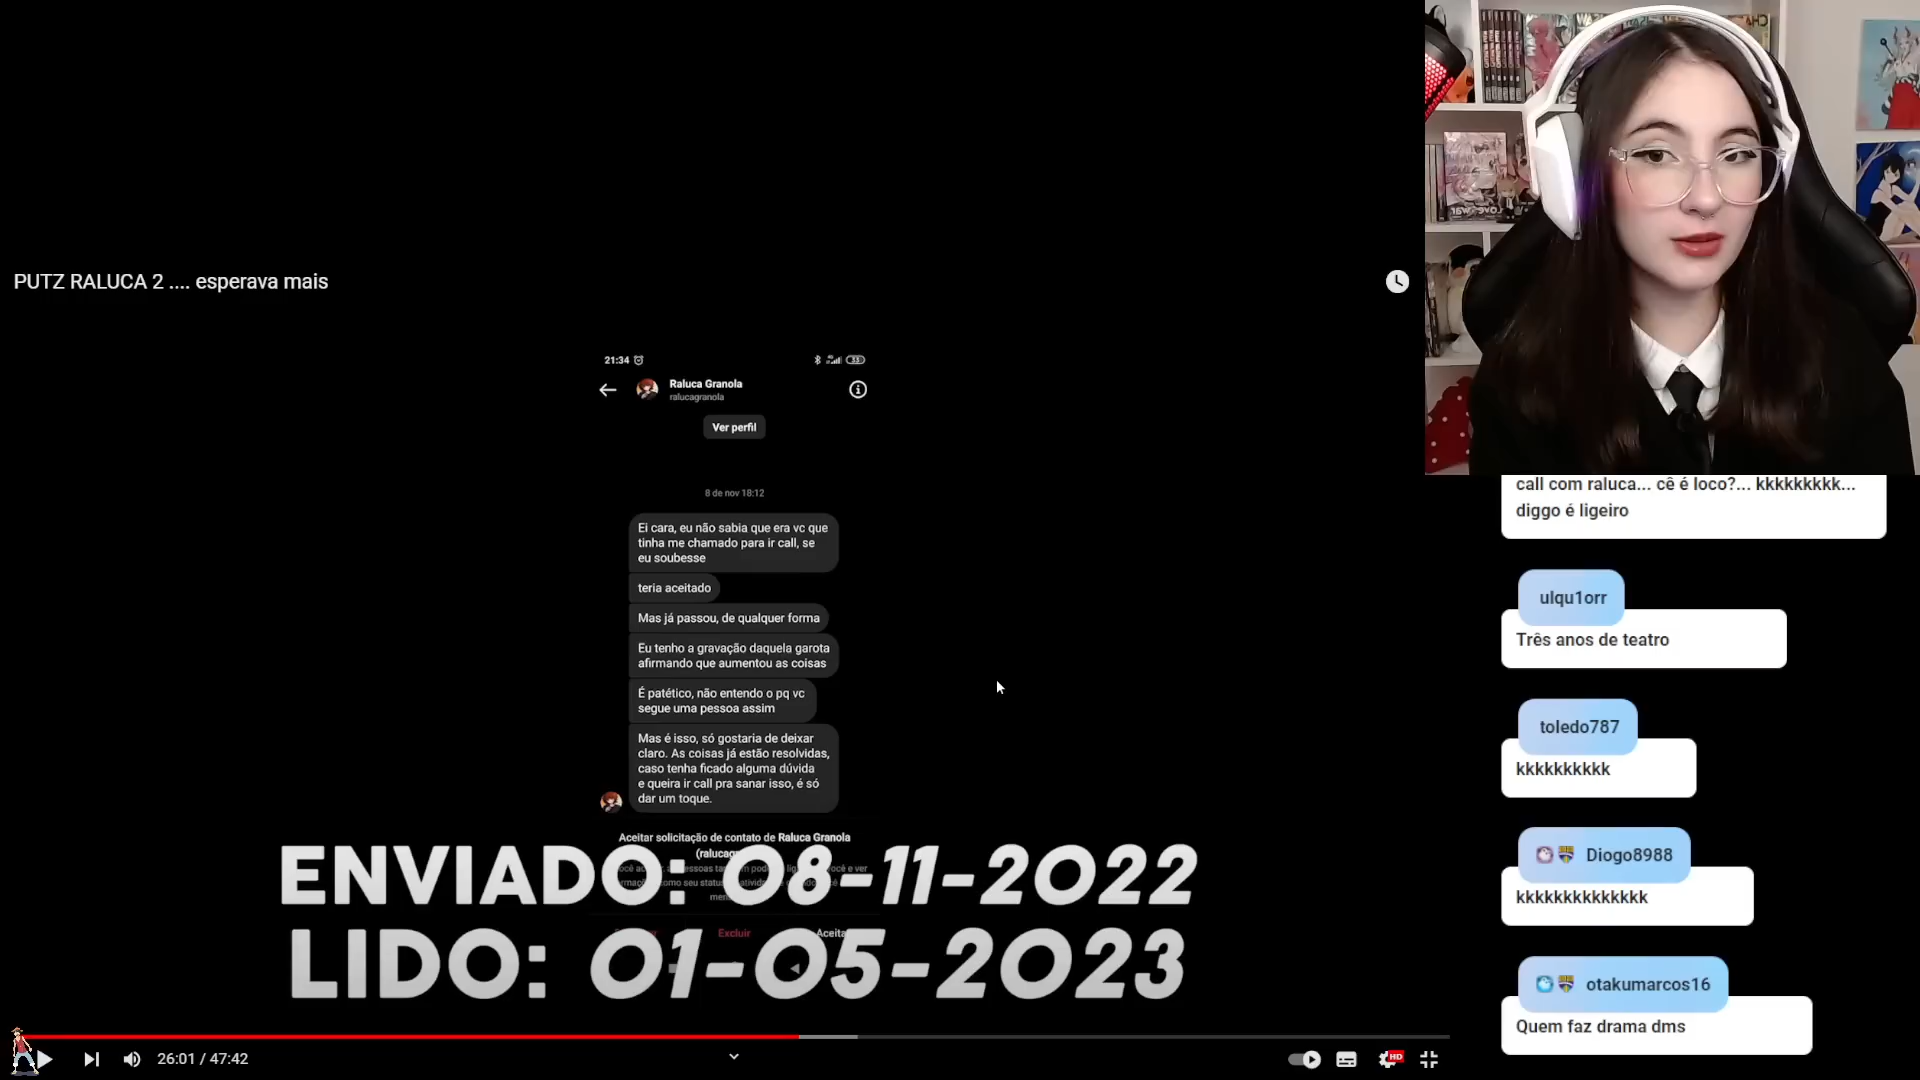 PUTZ RALUCA 2 .... esperava mais
21:34
33
Raluca Granola
ralucagranola
Ver perfil
8 de nov 18:12
Ei cara, eu não sabia que era vc que
tinha me chamado para ir call, se
eu soubesse
teria aceitado
Mas já passou, de qualquer forma
Eu tenho a gravação daquela garota
afirmando que aumentou as coisas
É patético, não entendo o pq vc
segue uma pessoa assim
Mas é isso, só gostaria de deixar
claro. As coisas já estão resolvidas,
caso tenha ficado alguma dúvida
e queira ir call pra sanar isso, é só
dar um toque.
Aceitar solicitação de contato de Raluca Granola
ENVIADO: 08-11-2022
Excluir
LIDO: 01-05-2023
26:01 / 47:42
HD
call com raluca... cê é loco?... kkkkkkkkk...
diggo é ligeiro
ulqu1orr
Três anos de teatro
toledo787
kkkkkkkkkk
Diogo8988
kkkkkkkkkkkkkk
otakumarcos16
Quem faz drama dms